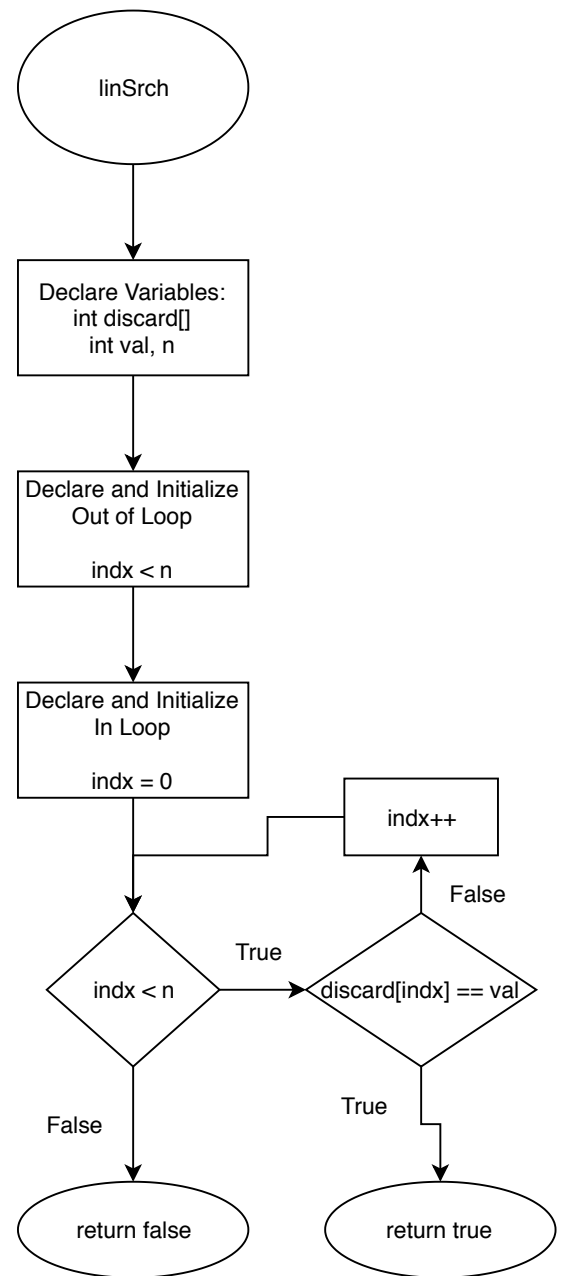 linSrch
Declare Variables:
int discard[]
int val, n
Declare and Initialize
Out of Loop
indx < n
Declare and Initialize
In Loop
indx = 0
indx++
False
True
indx < n
discard[indx] == val
True
False
return false
return true